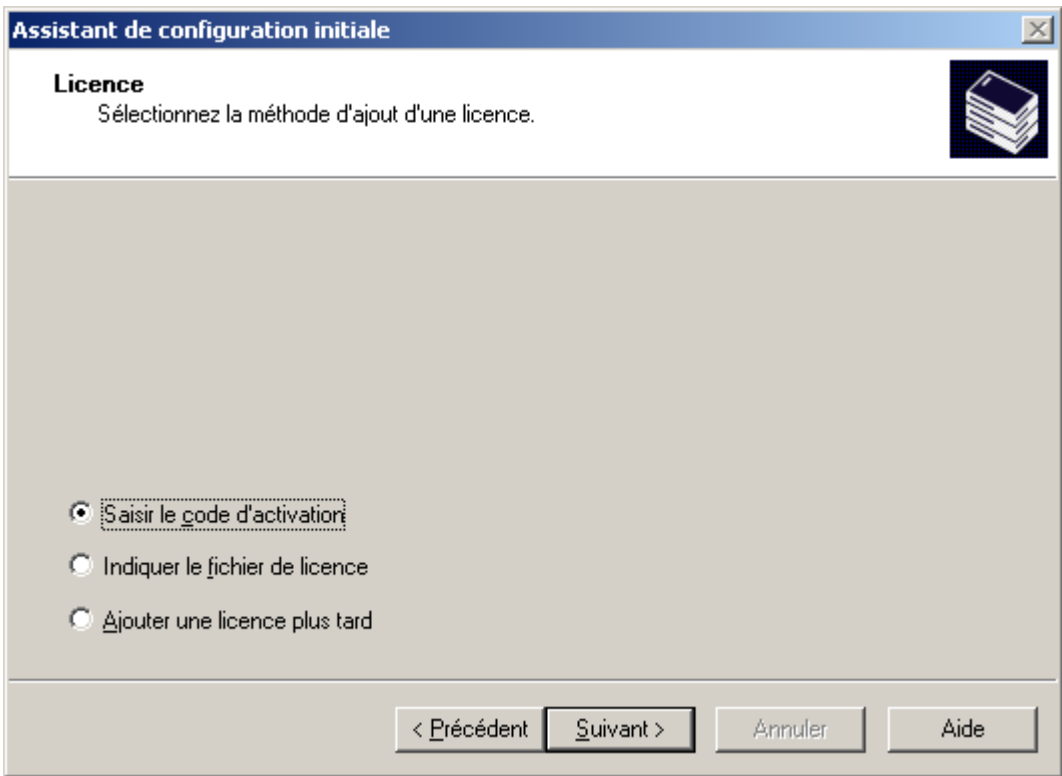 Assistant de configuration initiale
Licence
Sélectionnez la méthode d'ajout d'une licence.
Saisir le code d'activation
Indiquer le fichier de licence
Ajouter une licence plus tard
< Précédent Suivant > Annuler Aide